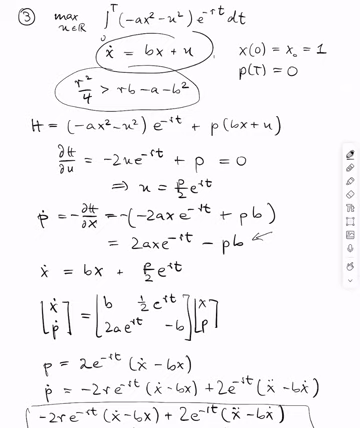 ③ max u∈ℝ ∫₀ᵀ (-ax² - u²) e^{-rt} dt
ẋ = bx + u    x(0) = x₀ = 1
r²/4 > rb - a - b²    p(T) = 0
H = (-ax² - u²) e^{-rt} + p(bx + u)
∂H/∂u = -2ue^{-rt} + p = 0
⇒ u = p/2 e^{rt}
ṗ = -∂H/∂x = -(-2axe^{-rt} + pb)
= 2axe^{-rt} - pb ←
ẋ = bx + p/2 e^{rt}
[ẋ ṗ] = [b ½e^{rt} 2ae^{-rt} -b] [x p]
p = 2e^{-rt} (ẋ - bx)
ṗ = -2re^{-rt} (ẋ - bx) + 2e^{-rt} (ẍ - bẋ)
-2re^{-rt} (ẋ - bx) + 2e^{-rt} (ẍ - bẋ)